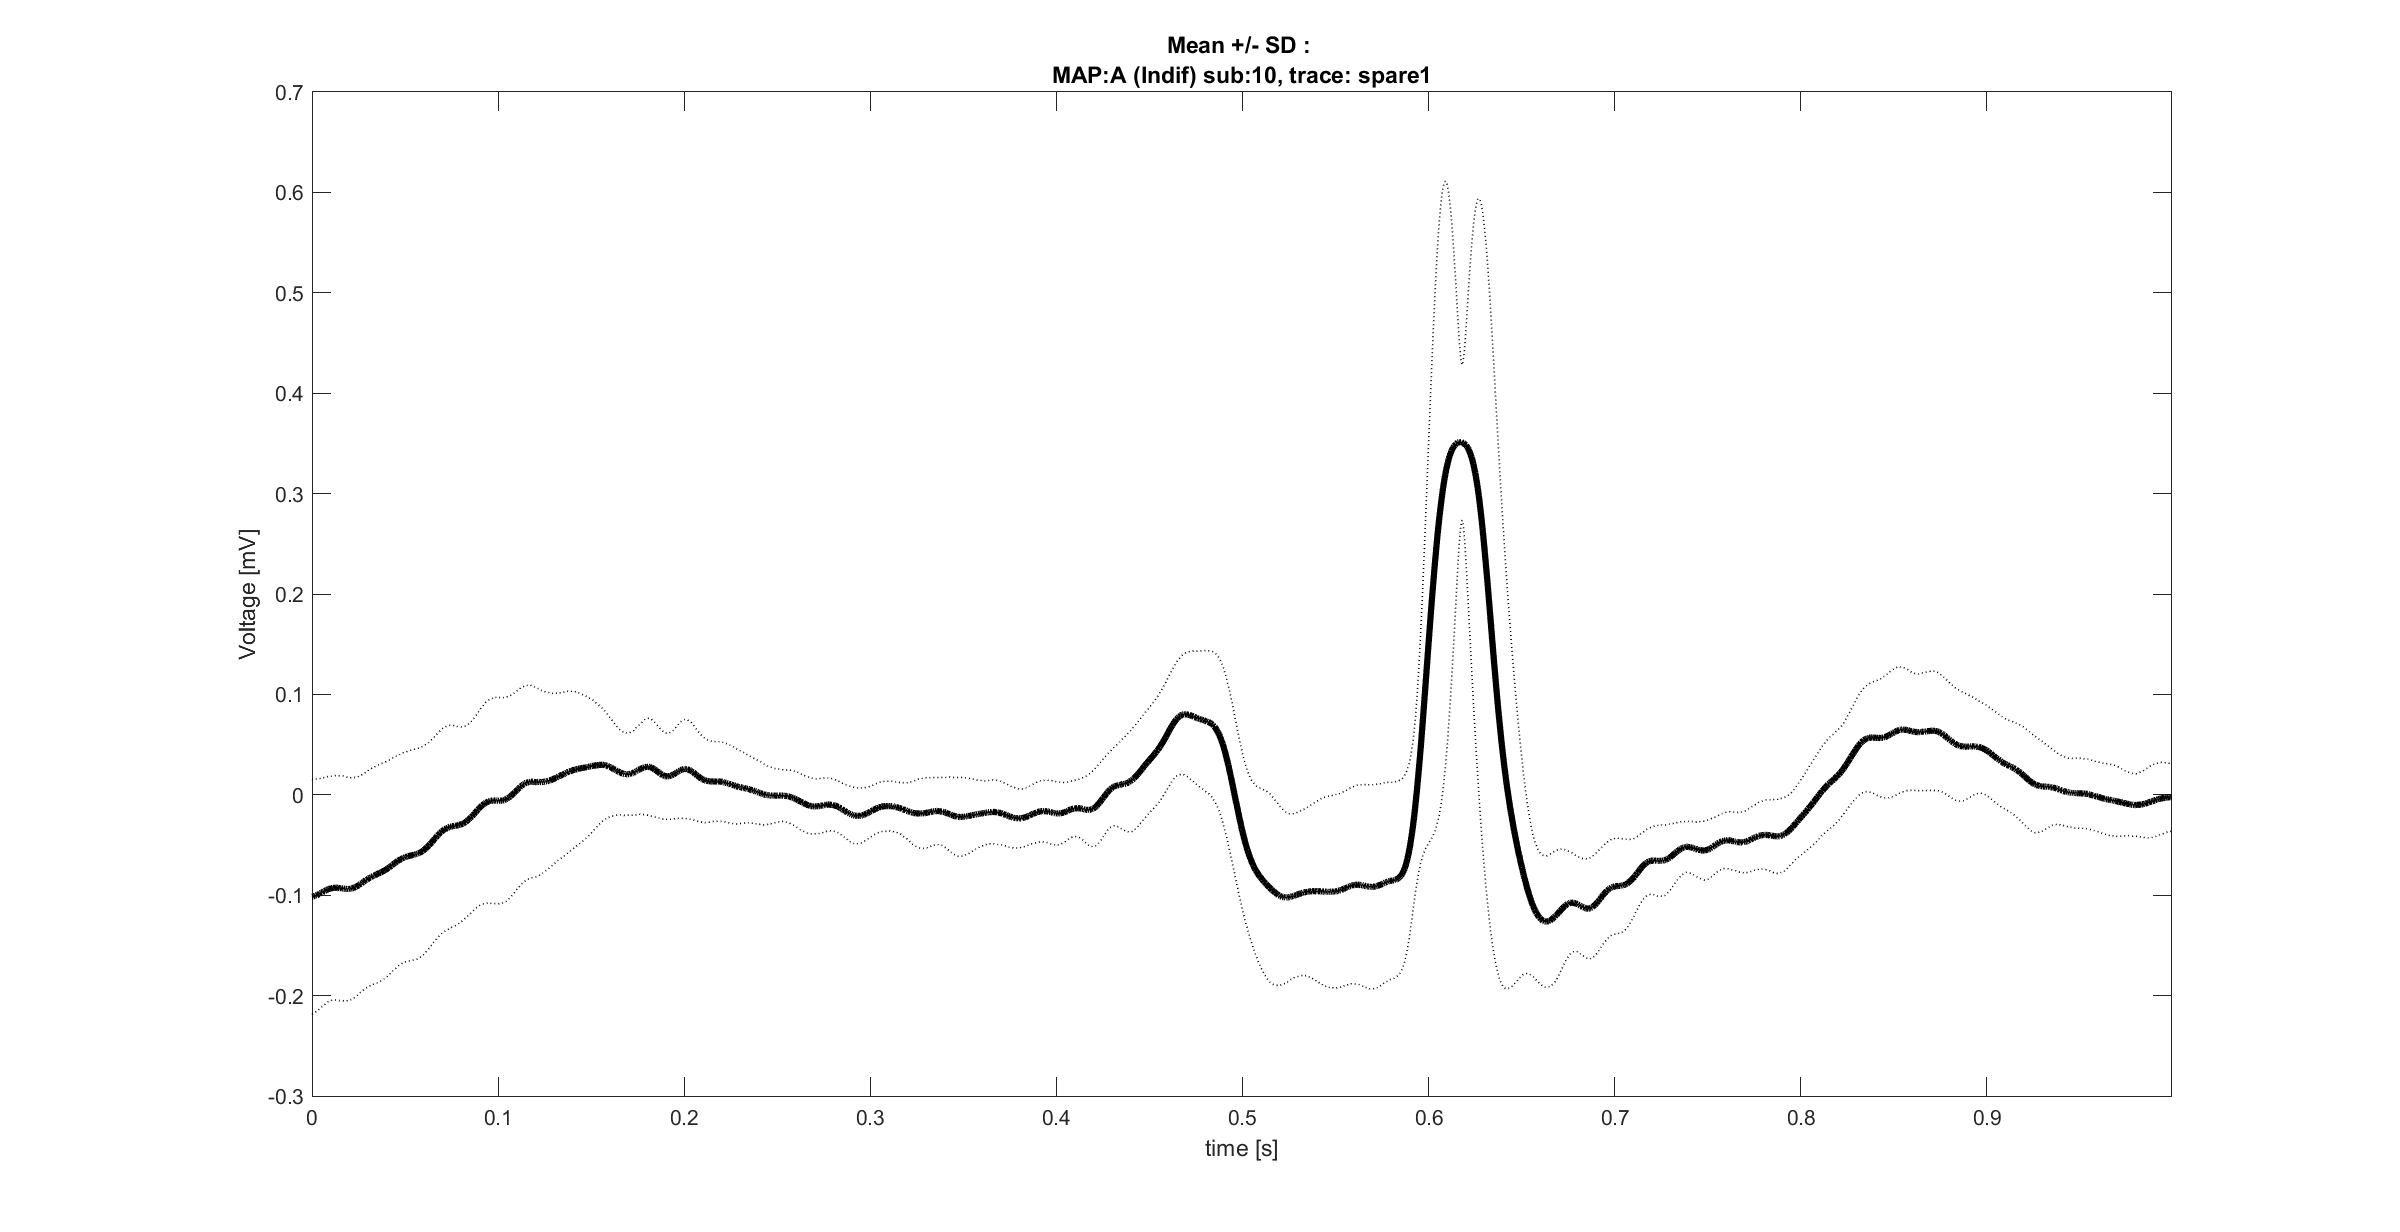 Mean +/- SD :
MAP:A (Indif) sub:10, trace: spare1
0.7
0.6
0.5
0.4
0.3
0.2
0.1
0
-0.1
-0.2
-0.3
Voltage [mV]
0 0.1 0.2 0.3 0.4 0.5 0.6 0.7 0.8 0.9
time [s]